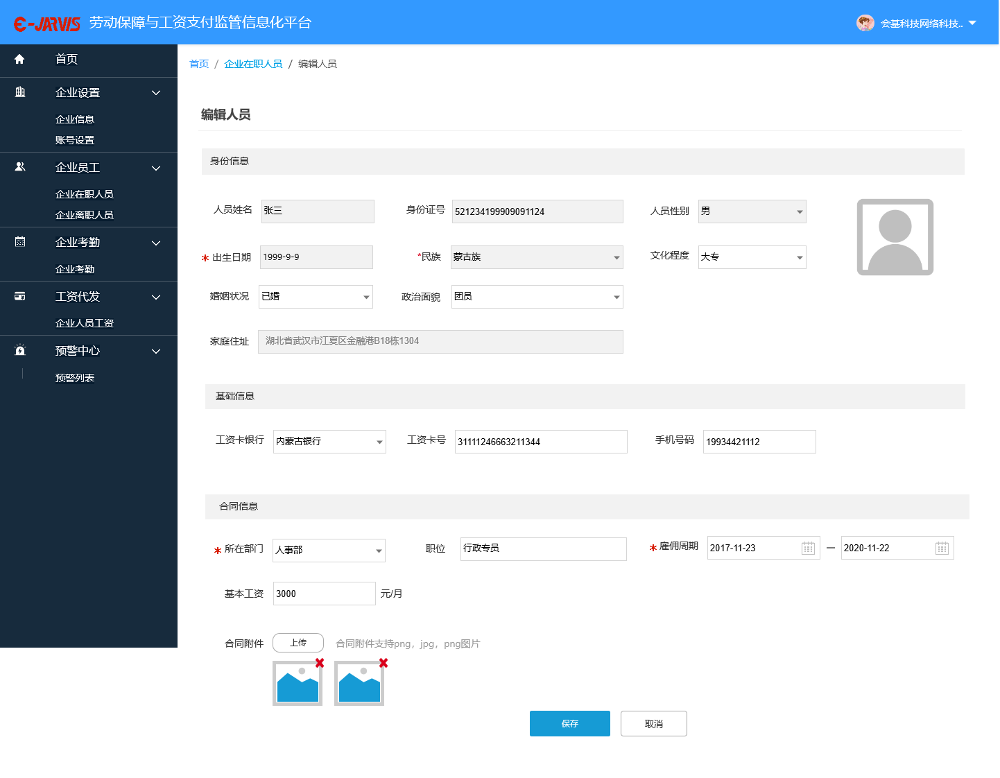 e-JARVIS 劳动保障与工资支付监管信息化平台 会基科技网络科技..
首页
企业设置
企业信息
账号设置
企业员工
企业在职人员
企业离职人员
企业考勤
企业考勤
工资代发
企业人员工资
预警中心
预警列表
首页 / 企业在职人员 / 编辑人员
编辑人员
身份信息
人员姓名 张三 身份证号 521234199909091124 人员性别 男
* 出生日期 1999-9-9 *民族 蒙古族 文化程度 大专
婚姻状况 已婚 政治面貌 团员
家庭住址 湖北省武汉市江夏区金融港B18栋1304
基础信息
工资卡银行 内蒙古银行 工资卡号 31111246663211344 手机号码 19934421112
合同信息
* 所在部门 人事部 职位 行政专员 * 雇佣周期 2017-11-23 — 2020-11-22
基本工资 3000 元/月
合同附件 上传 合同附件支持png，jpg，png图片
保存 取消